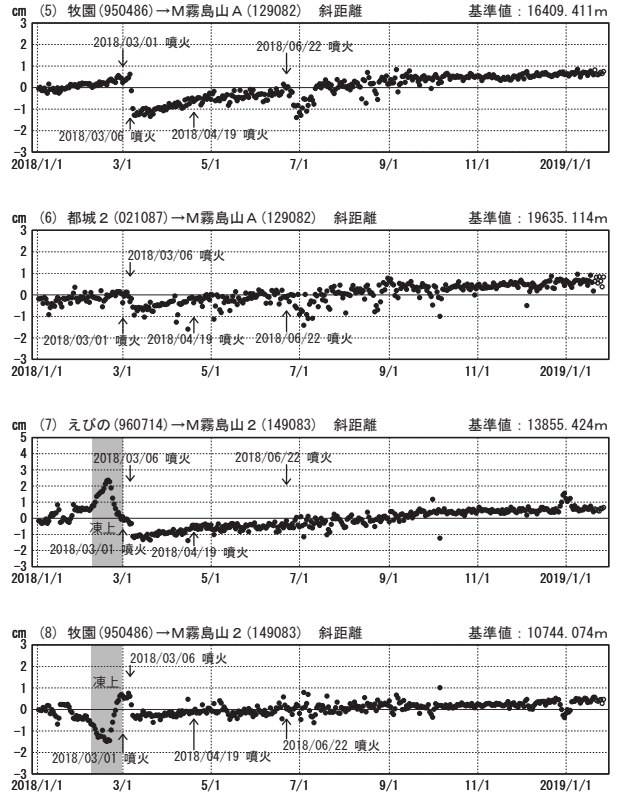 cm (5) 牧園(950486)→M霧島山A(129082) 斜距離 基準値：16409.411m
3
2018/03/01 噴火
2018/06/22 噴火
2
1
0
-1
-2
2018/03/06 噴火
2018/04/19 噴火
-3
2018/1/1 3/1 5/1 7/1 9/1 11/1 2019/1/1
cm (6) 都城2(021087)→M霧島山A(129082) 斜距離 基準値：19635.114m
3
2018/03/06 噴火
2
1
0
-1
-2
2018/03/01 噴火
2018/04/19 噴火
2018/06/22 噴火
-3
2018/1/1 3/1 5/1 7/1 9/1 11/1 2019/1/1
cm (7) えびの(960714)→M霧島山2(149083) 斜距離 基準値：13855.424m
5
4
2018/03/06 噴火
2018/06/22 噴火
3
2
1
0
凍上
-1
-2
2018/03/01 噴火
2018/04/19 噴火
-3
2018/1/1 3/1 5/1 7/1 9/1 11/1 2019/1/1
cm (8) 牧園(950486)→M霧島山2(149083) 斜距離 基準値：10744.074m
3
2018/03/06 噴火
2
凍上
1
0
-1
-2
2018/03/01 噴火
2018/04/19 噴火
2018/06/22 噴火
-3
2018/1/1 3/1 5/1 7/1 9/1 11/1 2019/1/1